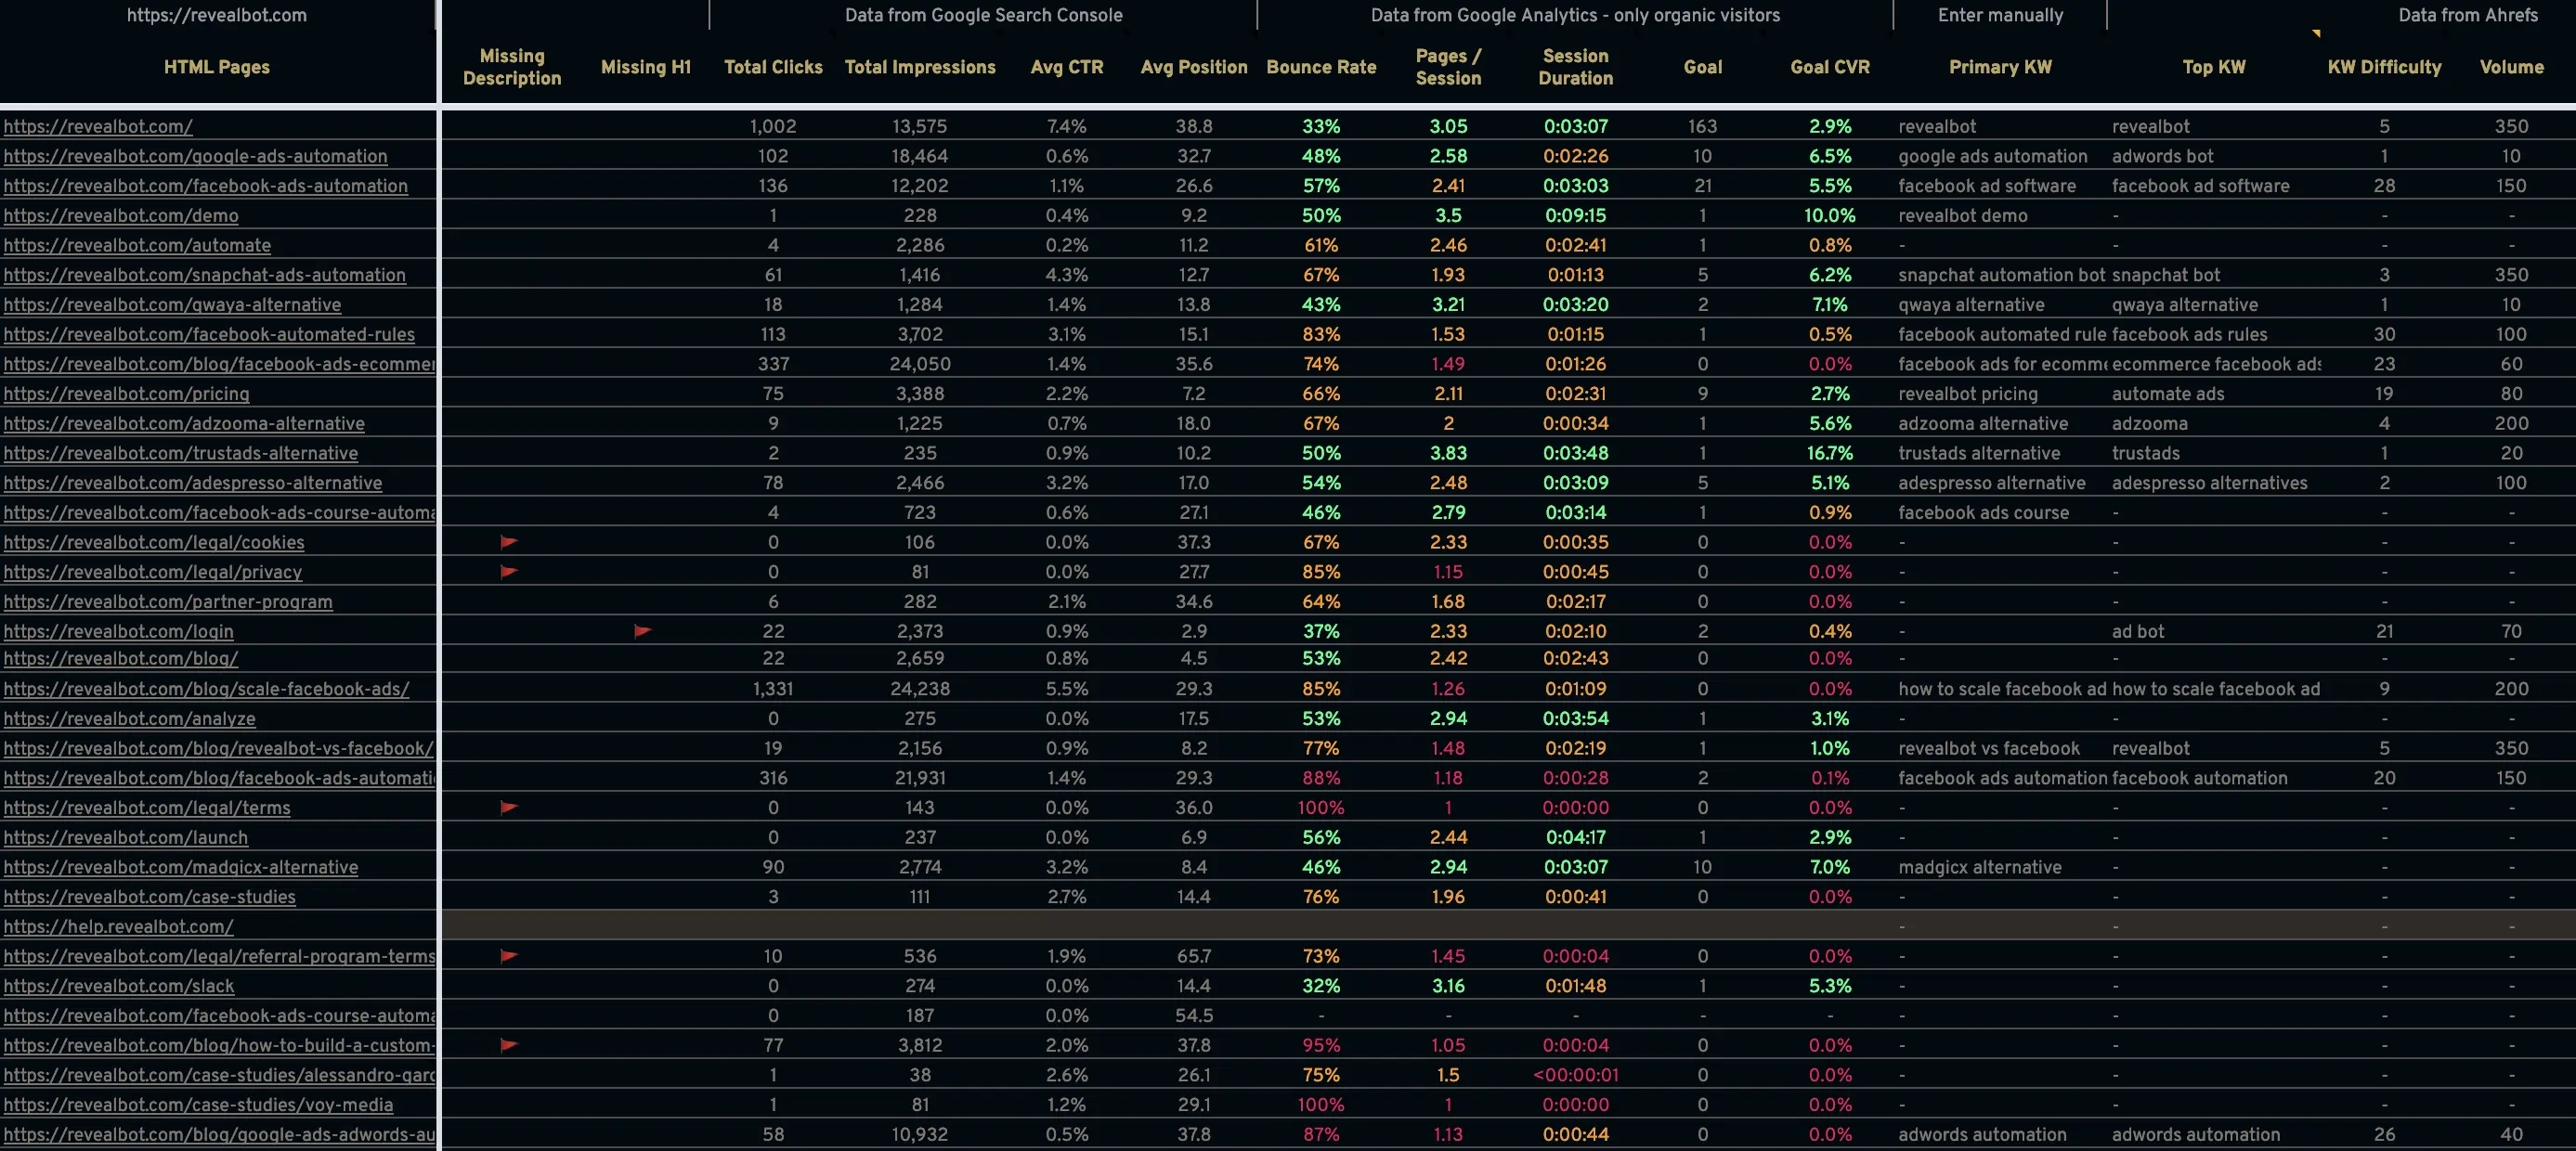 https://revealbot.com Data from Google Search Console Data from Google Analytics - only organic visitors Enter manually Data from Ahrefs
HTML Pages Missing Description Missing H1 Total Clicks Total Impressions Avg CTR Avg Position Bounce Rate Pages / Session Session Duration Goal Goal CVR Primary KW Top KW KW Difficulty Volume
https://revealbot.com/ 1,002 13,575 7.4% 38.8 33% 3.05 0:03:07 163 2.9% revealbot revealbot 5 350
https://revealbot.com/google-ads-automation 102 18,464 0.6% 32.7 48% 2.58 0:02:26 10 6.5% google ads automation adwords bot 1 10
https://revealbot.com/facebook-ads-automation 136 12,202 1.1% 26.6 57% 2.41 0:03:03 21 5.5% facebook ad software facebook ad software 28 150
https://revealbot.com/demo 1 228 0.4% 9.2 50% 3.5 0:09:15 1 10.0% revealbot demo - - -
https://revealbot.com/automate 4 2,286 0.2% 11.2 61% 2.46 0:02:41 1 0.8% - - - -
https://revealbot.com/snapchat-ads-automation 61 1,416 4.3% 12.7 67% 1.93 0:01:13 5 6.2% snapchat automation bot snapchat bot 3 350
https://revealbot.com/qwaya-alternative 18 1,284 1.4% 13.8 43% 3.21 0:03:20 2 7.1% qwaya alternative qwaya alternative 1 10
https://revealbot.com/facebook-automated-rules 113 3,702 3.1% 15.1 83% 1.53 0:01:15 1 0.5% facebook automated rule facebook ads rules 30 100
https://revealbot.com/blog/facebook-ads-ecommer 337 24,050 1.4% 35.6 74% 1.49 0:01:26 0 0.0% facebook ads for ecomme ecommerce facebook ads 23 60
https://revealbot.com/pricing 75 3,388 2.2% 7.2 66% 2.11 0:02:31 9 2.7% revealbot pricing automate ads 19 80
https://revealbot.com/adzooma-alternative 9 1,225 0.7% 18.0 67% 2 0:00:34 1 5.6% adzooma alternative adzooma 4 200
https://revealbot.com/trustads-alternative 2 235 0.9% 10.2 50% 3.83 0:03:48 1 16.7% trustads alternative trustads 1 20
https://revealbot.com/adespresso-alternative 78 2,466 3.2% 17.0 54% 2.48 0:03:09 5 5.1% adespresso alternative adespresso alternatives 2 100
https://revealbot.com/facebook-ads-course-automa 4 723 0.6% 27.1 46% 2.79 0:03:14 1 0.9% facebook ads course - - -
https://revealbot.com/legal/cookies 0 106 0.0% 37.3 67% 2.33 0:00:35 0 0.0% - - - -
https://revealbot.com/legal/privacy 0 81 0.0% 27.7 85% 1.15 0:00:45 0 0.0% - - - -
https://revealbot.com/partner-program 6 282 2.1% 34.6 64% 1.68 0:02:17 0 0.0% - - - -
https://revealbot.com/login 22 2,373 0.9% 2.9 37% 2.33 0:02:10 2 0.4% - ad bot 21 70
https://revealbot.com/blog/ 22 2,659 0.8% 4.5 53% 2.42 0:02:43 0 0.0% - - - -
https://revealbot.com/blog/scale-facebook-ads/ 1,331 24,238 5.5% 29.3 85% 1.26 0:01:09 0 0.0% how to scale facebook ad how to scale facebook ad 9 200
https://revealbot.com/analyze 0 275 0.0% 17.5 53% 2.94 0:03:54 1 3.1% - - - -
https://revealbot.com/blog/revealbot-vs-facebook/ 19 2,156 0.9% 8.2 77% 1.48 0:02:19 1 1.0% revealbot vs facebook revealbot 5 350
https://revealbot.com/blog/facebook-ads-automati 316 21,931 1.4% 29.3 88% 1.18 0:00:28 2 0.1% facebook ads automation facebook automation 20 150
https://revealbot.com/legal/terms 0 143 0.0% 36.0 100% 1 0:00:00 0 0.0% - - - -
https://revealbot.com/launch 0 237 0.0% 6.9 56% 2.44 0:04:17 1 2.9% - - - -
https://revealbot.com/madgicx-alternative 90 2,774 3.2% 8.4 46% 2.94 0:03:07 10 7.0% madgicx alternative - - -
https://revealbot.com/case-studies 3 111 2.7% 14.4 76% 1.96 0:00:41 0 0.0% - - - -
https://help.revealbot.com/ - - - -
https://revealbot.com/legal/referral-program-terms 10 536 1.9% 65.7 73% 1.45 0:00:04 0 0.0% - - - -
https://revealbot.com/slack 0 274 0.0% 14.4 32% 3.16 0:01:48 1 5.3% - - - -
https://revealbot.com/facebook-ads-course-automa 0 187 0.0% 54.5 - - - - - - - - -
https://revealbot.com/blog/how-to-build-a-custom- 77 3,812 2.0% 37.8 95% 1.05 0:00:04 0 0.0% - - - -
https://revealbot.com/case-studies/alessandro-garc 1 38 2.6% 26.1 75% 1.5 <00:00:01 0 0.0% - - - -
https://revealbot.com/case-studies/voy-media 1 81 1.2% 29.1 100% 1 0:00:00 0 0.0% - - - -
https://revealbot.com/blog/google-ads-adwords-au 58 10,932 0.5% 37.8 87% 1.13 0:00:44 0 0.0% adwords automation adwords automation 26 40